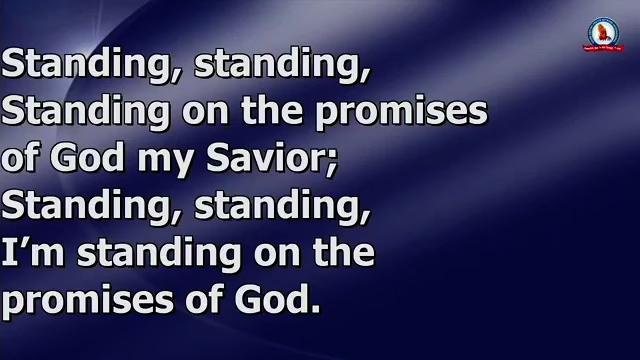 Standing, standing,
Standing on the promises
of God my Savior;
Standing, standing,
I’m standing on the
promises of God.